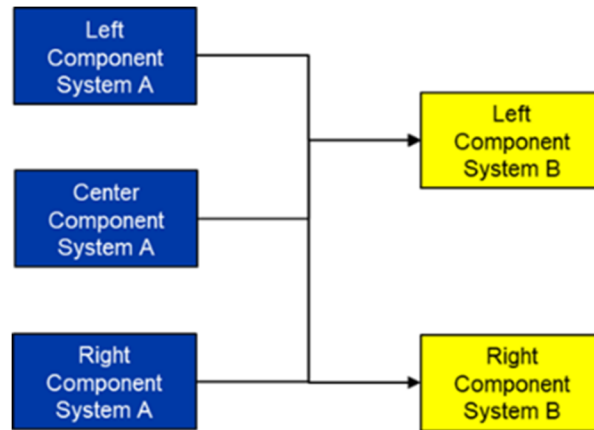 Left
Component
System A
Left
Component
System B
Center
Component
System A
Right
Component
System A
Right
Component
System B